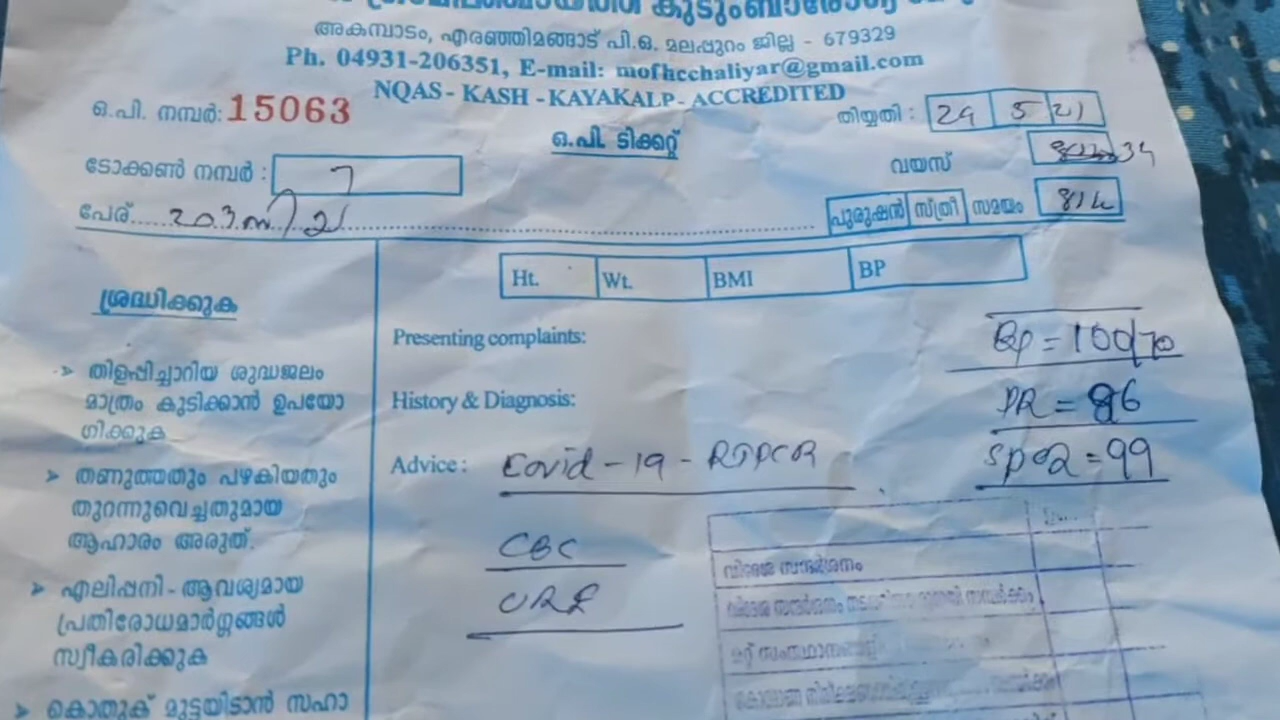 കുടുംബാരോഗ്യ
അകമ്പാടം, എരഞ്ഞിമങ്ങാട് പി.ഒ. മലപ്പുറം ജില്ല - 679329
Ph. 04931-206351, E-mail: mofhcchaliyar@gmail.com
NQAS - KASH - KAYAKALP - ACCREDITED
ഒ.പി. നമ്പർ: 15063
തിയ്യതി : 29 5 21
ഒ.പി. ടിക്കറ്റ്
ടോക്കൺ നമ്പർ : 7
വയസ് 34
പേര്
പുരുഷൻ സ്ത്രീ സമയം
Ht. Wt. BMI BP
ശ്രദ്ധിക്കുക
Presenting complaints:
BP = 100/70
തിളപ്പിച്ചാറിയ ശുദ്ധജലം
മാത്രം കുടിക്കാൻ ഉപയോ
ഗിക്കുക
History & Diagnosis:
PR = 86
Advice : Covid - 19 - RTPCR
SpO2 = 99
തണുത്തതും പഴകിയതും
തുറന്നുവെച്ചതുമായ
ആഹാരം അരുത്.
CBC
എലിപ്പനി - ആവശ്യമായ
പ്രതിരോധമാർഗ്ഗങ്ങൾ
സ്വീകരിക്കുക
URE
വിദേശ സന്ദർശനം
കൊതുക് മുട്ടയിടാൻ സഹാ